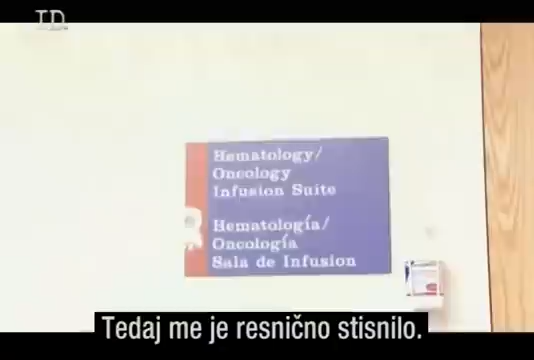 ID
Hematology/
Oncology
Infusion Suite
Hematología/
Oncología
Sala de Infusion
Tedaj me je resnično stisnilo.